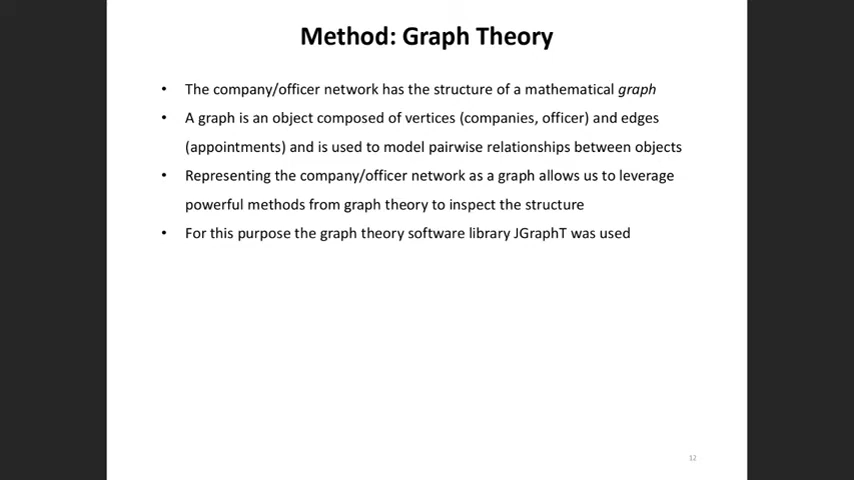 Method: Graph Theory
• The company/officer network has the structure of a mathematical graph
• A graph is an object composed of vertices (companies, officer) and edges
(appointments) and is used to model pairwise relationships between objects
• Representing the company/officer network as a graph allows us to leverage
powerful methods from graph theory to inspect the structure
• For this purpose the graph theory software library JGraphT was used
12